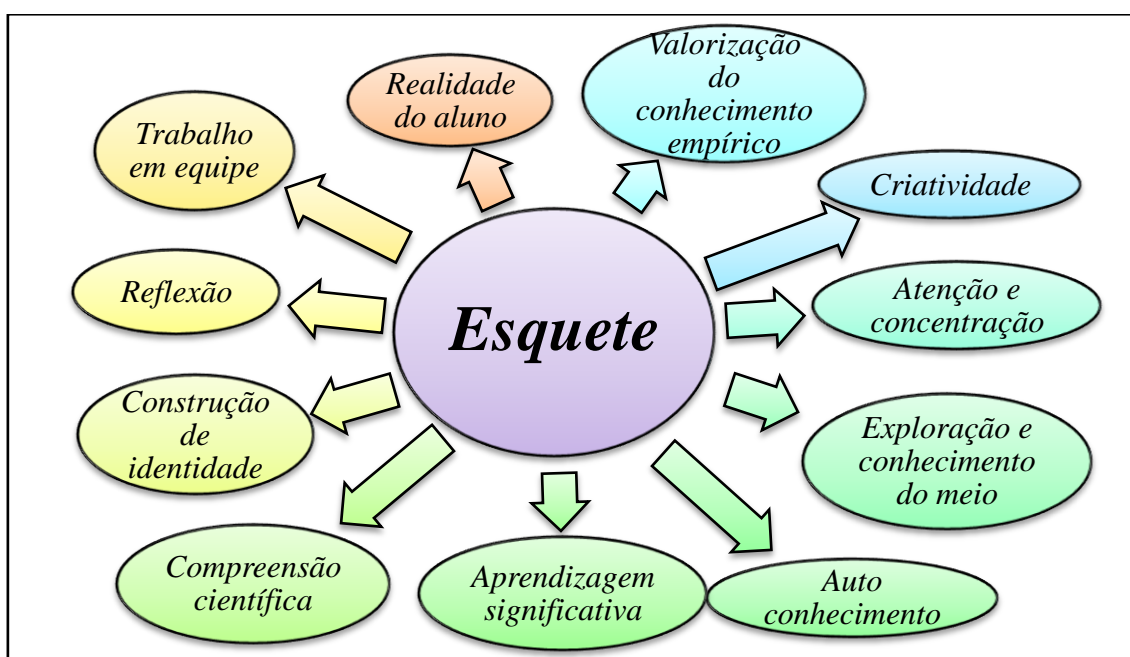 Valorização
do
conhecimento
empírico
Realidade
do aluno
Trabalho
em equipe
Criatividade
Reflexão
Esquete
Atenção e
concentração
Construção
de
identidade
Exploração e
conhecimento
do meio
Compreensão
científica
Aprendizagem
significativa
Auto
conhecimento